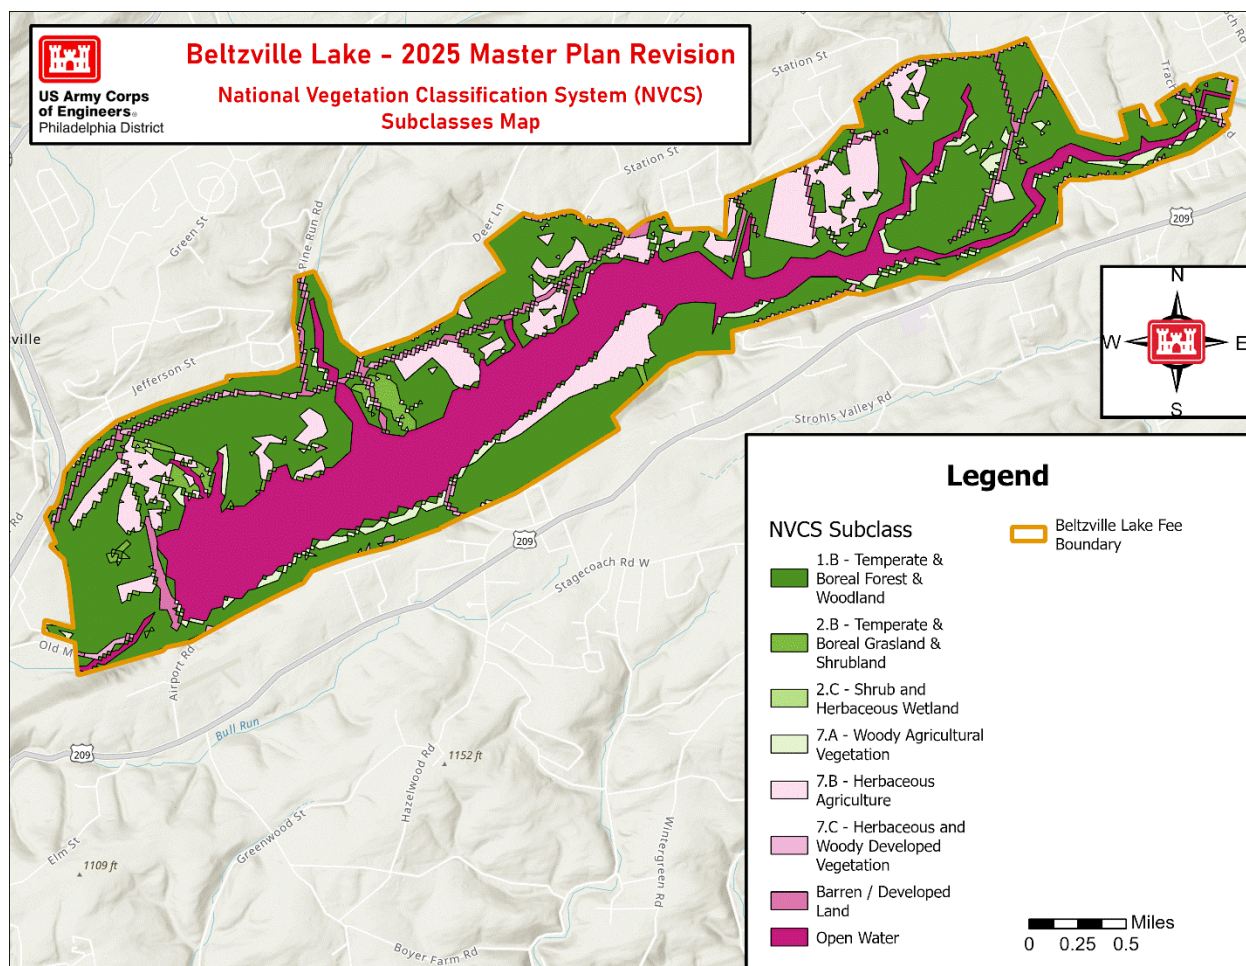 Beltzville Lake - 2025 Master Plan Revision
National Vegetation Classification System (NVCS)
Subclasses Map
US Army Corps
of Engineers®
Philadelphia District
Station St
Trach
Rd
Station St
Green St
Pine Run Rd
Deer Ln
209
N
W
E
S
ville
Jefferson St
Strohls Valley Rd
Rd
209
Stagecoach Rd W
Old M
Airport Rd
Bull Run
209
Hazelwood Rd
1152 ft
Elm St
1109 ft
Greenwood St
Wintergreen Rd
Boyer Farm Rd
Legend
NVCS Subclass
1.B - Temperate &
Boreal Forest &
Woodland
2.B - Temperate &
Boreal Grasland &
Shrubland
2.C - Shrub and
Herbaceous Wetland
7.A - Woody Agricultural
Vegetation
7.B - Herbaceous
Agriculture
7.C - Herbaceous and
Woody Developed
Vegetation
Barren / Developed
Land
Open Water
Beltzville Lake Fee
Boundary
Miles
0 0.25 0.5